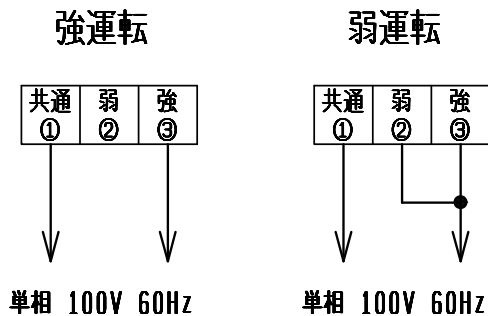 強運転 弱運転
共通 弱 強 共通 弱 強
① ② ③ ① ② ③
単相 100V 60Hz 単相 100V 60Hz